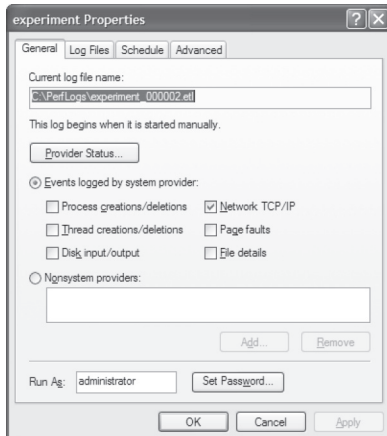 experiment Properties
General Log Files Schedule Advanced
Current log file name:
C:\PerfLogs\experiment_000002.etl
This log begins when it is started manually.
Provider Status...
Events logged by system provider:
Process creations/deletions Network TCP/IP
Thread creations/deletions Page faults
Disk input/output File details
Nonsystem providers:
Add... Remove
Run As: administrator Set Password...
OK Cancel Apply